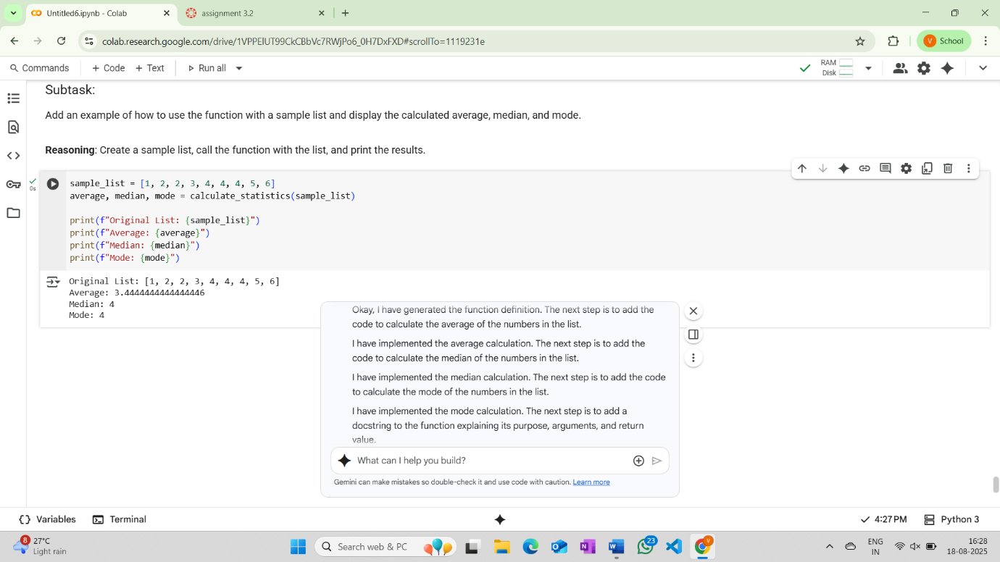 Untitled6.ipynb - Colab
assignment 3.2
colab.research.google.com/drive/1VPPElUT99CkCBbVc7RWjPo6_0H7DxFXD#scrollTo=1119231e
V School
Commands + Code + Text Run all
RAM
Disk
Subtask:
Add an example of how to use the function with a sample list and display the calculated average, median, and mode.
Reasoning: Create a sample list, call the function with the list, and print the results.
0s
sample_list = [1, 2, 2, 3, 4, 4, 4, 5, 6]
average, median, mode = calculate_statistics(sample_list)
print(f"Original List: {sample_list}")
print(f"Average: {average}")
print(f"Median: {median}")
print(f"Mode: {mode}")
Original List: [1, 2, 2, 3, 4, 4, 4, 5, 6]
Average: 3.4444444444444446
Median: 4
Mode: 4
Okay, I have generated the function definition. The next step is to add the
code to calculate the average of the numbers in the list.
I have implemented the average calculation. The next step is to add the
code to calculate the median of the numbers in the list.
I have implemented the median calculation. The next step is to add the code
to calculate the mode of the numbers in the list.
I have implemented the mode calculation. The next step is to add a
docstring to the function explaining its purpose, arguments, and return
value.
What can I help you build?
Gemini can make mistakes so double-check it and use code with caution. Learn more
Variables Terminal
4:27 PM Python 3
8
27°C
Light rain
Search web & PC
23
V
ENG
IN
16:28
18-08-2025